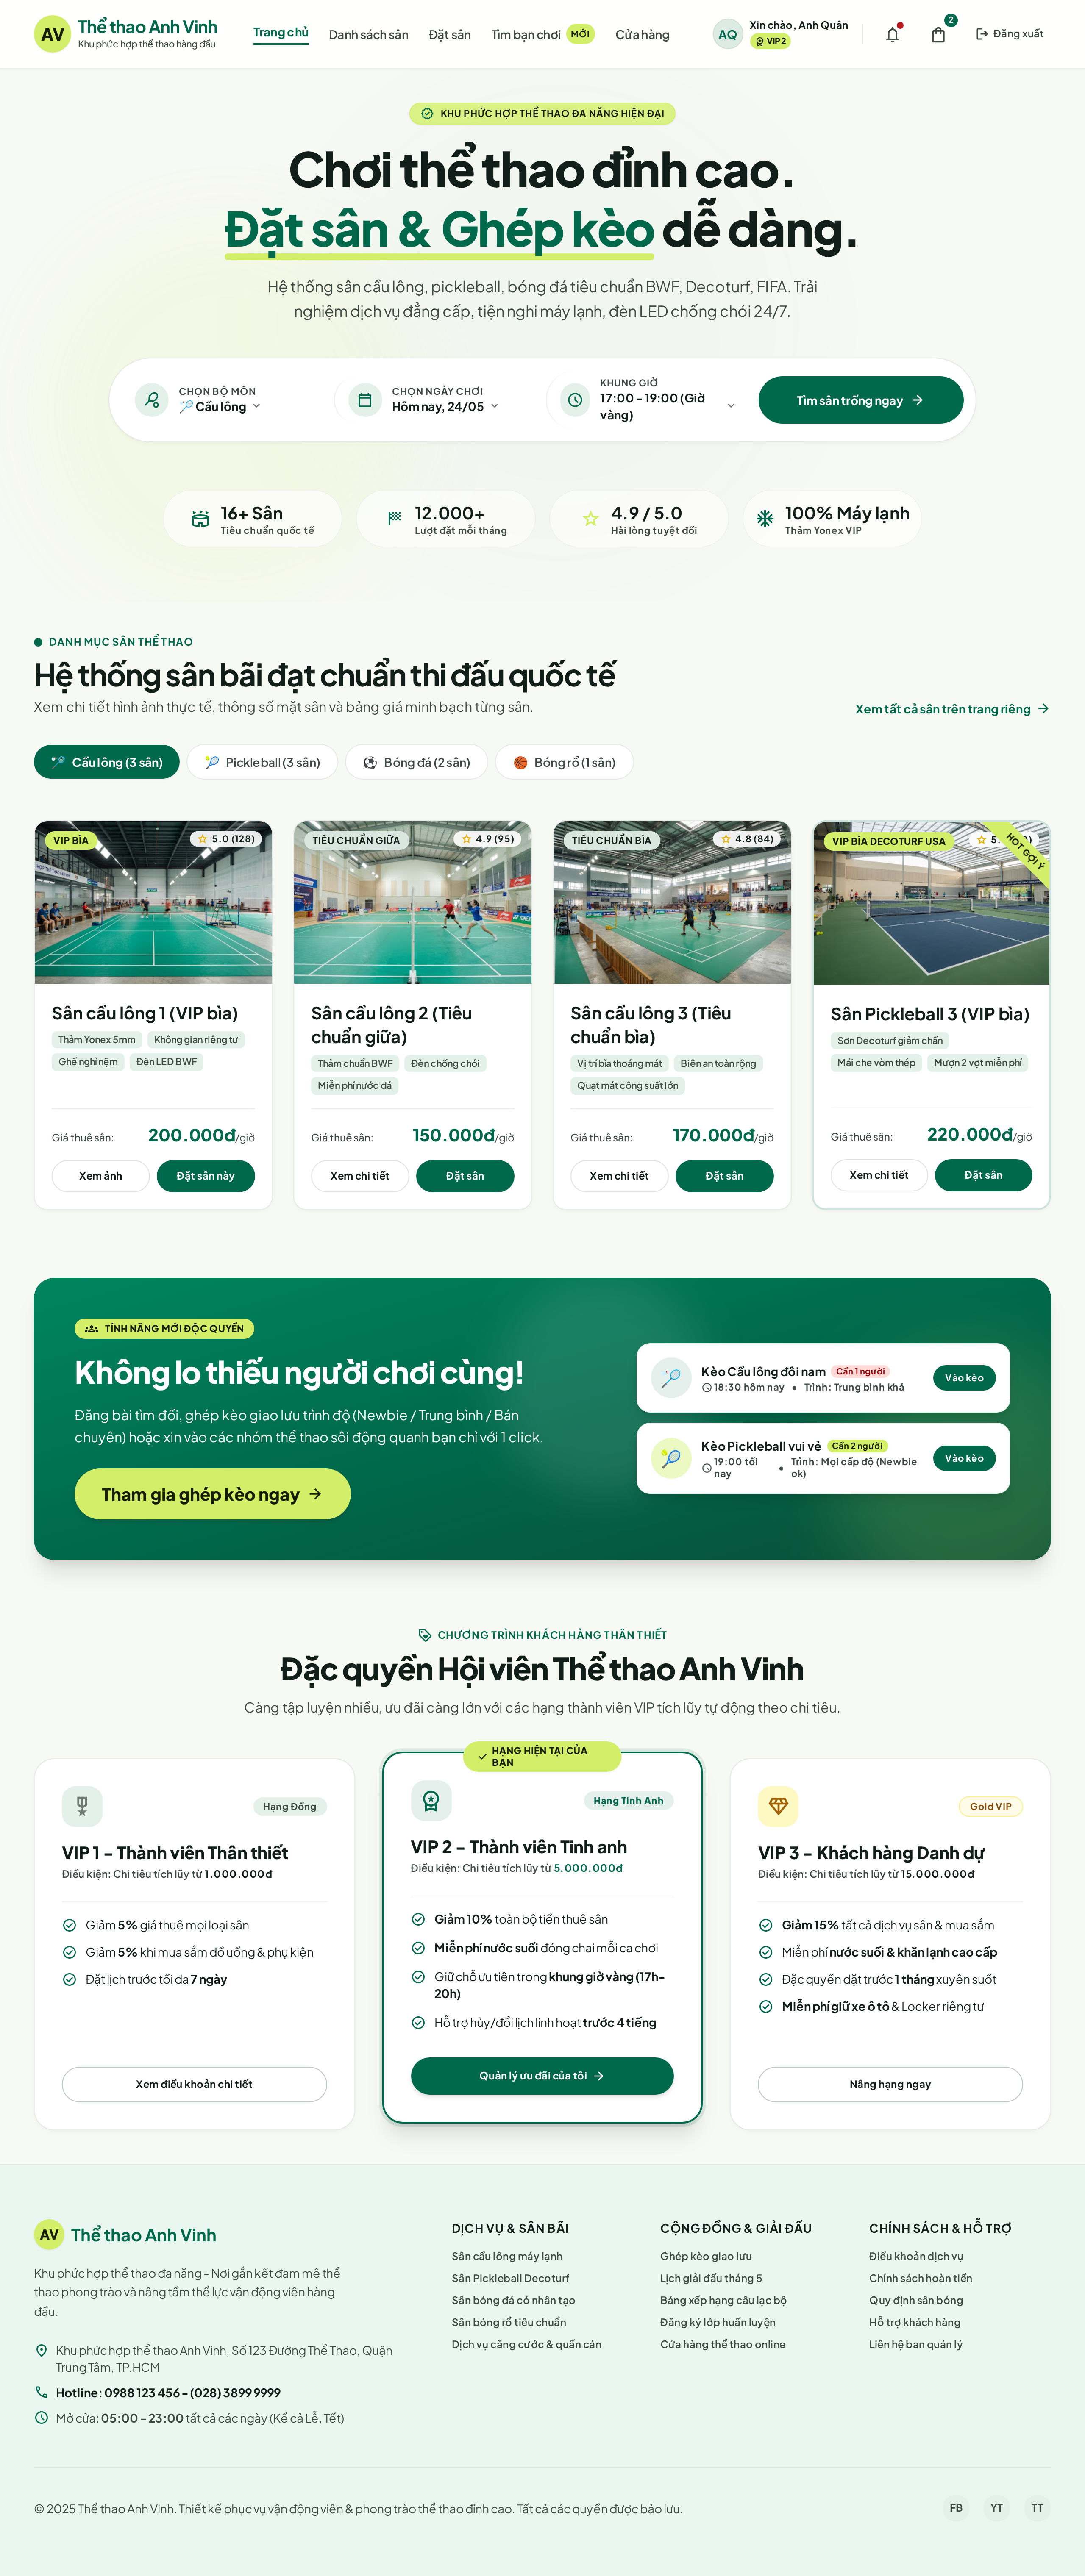 AV Thể thao Anh Vinh
Khu phức hợp thể thao hàng đầu
Trang chủ
Danh sách sân
Đặt sân
Tìm bạn chơi MỚI
Cửa hàng
AQ
Xin chào, Anh Quân
VIP2
2
Đăng xuất
KHU PHỨC HỢP THỂ THAO ĐA NĂNG HIỆN ĐẠI
Chơi thể thao đỉnh cao.
Đặt sân & Ghép kèo dễ dàng.
Hệ thống sân cầu lông, pickleball, bóng đá tiêu chuẩn BWF, Decoturf, FIFA. Trải
nghiệm dịch vụ đẳng cấp, tiện nghi máy lạnh, đèn LED chống chói 24/7.
CHỌN BỘ MÔN
🏸 Cầu lông
CHỌN NGÀY CHƠI
Hôm nay, 24/05
KHUNG GIỜ
17:00 - 19:00 (Giờ
vàng)
Tìm sân trống ngay
16+ Sân
Tiêu chuẩn quốc tế
12.000+
Lượt đặt mỗi tháng
4.9 / 5.0
Hài lòng tuyệt đối
100% Máy lạnh
Thảm Yonex VIP
DANH MỤC SÂN THỂ THAO
Hệ thống sân bãi đạt chuẩn thi đấu quốc tế
Xem chi tiết hình ảnh thực tế, thông số mặt sân và bảng giá minh bạch từng sân.
Xem tất cả sân trên trang riêng
Cầu lông (3 sân)
Pickleball (3 sân)
Bóng đá (2 sân)
Bóng rổ (1 sân)
VIP BÌA
5.0 (128)
Sân cầu lông 1 (VIP bìa)
Thảm Yonex 5mm
Không gian riêng tư
Ghế nghỉ nệm
Đèn LED BWF
Giá thuê sân:
200.000đ/giờ
Xem ảnh
Đặt sân này
TIÊU CHUẨN GIỮA
4.9 (95)
Sân cầu lông 2 (Tiêu
chuẩn giữa)
Thảm chuẩn BWF
Đèn chống chói
Miễn phí nước đá
Giá thuê sân:
150.000đ/giờ
Xem chi tiết
Đặt sân
TIÊU CHUẨN BÌA
4.8 (84)
Sân cầu lông 3 (Tiêu
chuẩn bìa)
Vị trí bìa thoáng mát
Biên an toàn rộng
Quạt mát công suất lớn
Giá thuê sân:
170.000đ/giờ
Xem chi tiết
Đặt sân
VIP BÌA DECOTURF USA
HOT GỢI Ý
Sân Pickleball 3 (VIP bìa)
Sơn Decoturf giảm chấn
Mái che vòm thép
Mượn 2 vợt miễn phí
Giá thuê sân:
220.000đ/giờ
Xem chi tiết
Đặt sân
TÍNH NĂNG MỚI ĐỘC QUYỀN
Không lo thiếu người chơi cùng!
Đăng bài tìm đối, ghép kèo giao lưu trình độ (Newbie / Trung bình / Bán
chuyên) hoặc xin vào các nhóm thể thao sôi động quanh bạn chỉ với 1 click.
Tham gia ghép kèo ngay
Kèo Cầu lông đôi nam Cần 1 người
18:30 hôm nay • Trình: Trung bình khá
Vào kèo
Kèo Pickleball vui vẻ Cần 2 người
19:00 tối
nay
• Trình: Mọi cấp độ (Newbie
ok)
Vào kèo
CHƯƠNG TRÌNH KHÁCH HÀNG THÂN THIẾT
Đặc quyền Hội viên Thể thao Anh Vinh
Càng tập luyện nhiều, ưu đãi càng lớn với các hạng thành viên VIP tích lũy tự động theo chi tiêu.
Hạng Đồng
VIP 1 - Thành viên Thân thiết
Điều kiện: Chi tiêu tích lũy từ 1.000.000đ
Giảm 5% giá thuê mọi loại sân
Giảm 5% khi mua sắm đồ uống & phụ kiện
Đặt lịch trước tối đa 7 ngày
Xem điều khoản chi tiết
HẠNG HIỆN TẠI CỦA
BẠN
Hạng Tinh Anh
VIP 2 - Thành viên Tinh anh
Điều kiện: Chi tiêu tích lũy từ 5.000.000đ
Giảm 10% toàn bộ tiền thuê sân
Miễn phí nước suối đóng chai mỗi ca chơi
Giữ chỗ ưu tiên trong khung giờ vàng (17h-
20h)
Hỗ trợ hủy/đổi lịch linh hoạt trước 4 tiếng
Quản lý ưu đãi của tôi
Gold VIP
VIP 3 - Khách hàng Danh dự
Điều kiện: Chi tiêu tích lũy từ 15.000.000đ
Giảm 15% tất cả dịch vụ sân & mua sắm
Miễn phí nước suối & khăn lạnh cao cấp
Đặc quyền đặt trước 1 tháng xuyên suốt
Miễn phí giữ xe ô tô & Locker riêng tư
Nâng hạng ngay
AV Thể thao Anh Vinh
Khu phức hợp thể thao đa năng - Nơi gắn kết đam mê thể
thao phong trào và nâng tầm thể lực vận động viên hàng
đầu.
Khu phức hợp thể thao Anh Vinh, Số 123 Đường Thể Thao, Quận
Trung Tâm, TP.HCM
Hotline: 0988 123 456 - (028) 3899 9999
Mở cửa: 05:00 - 23:00 tất cả các ngày (Kể cả Lễ, Tết)
DỊCH VỤ & SÂN BÃI
Sân cầu lông máy lạnh
Sân Pickleball Decoturf
Sân bóng đá cỏ nhân tạo
Sân bóng rổ tiêu chuẩn
Dịch vụ căng cước & quấn cán
CỘNG ĐỒNG & GIẢI ĐẤU
Ghép kèo giao lưu
Lịch giải đấu tháng 5
Bảng xếp hạng câu lạc bộ
Đăng ký lớp huấn luyện
Cửa hàng thể thao online
CHÍNH SÁCH & HỖ TRỢ
Điều khoản dịch vụ
Chính sách hoàn tiền
Quy định sân bóng
Hỗ trợ khách hàng
Liên hệ ban quản lý
© 2025 Thể thao Anh Vinh. Thiết kế phục vụ vận động viên & phong trào thể thao đỉnh cao. Tất cả các quyền được bảo lưu.
FB
YT
TT